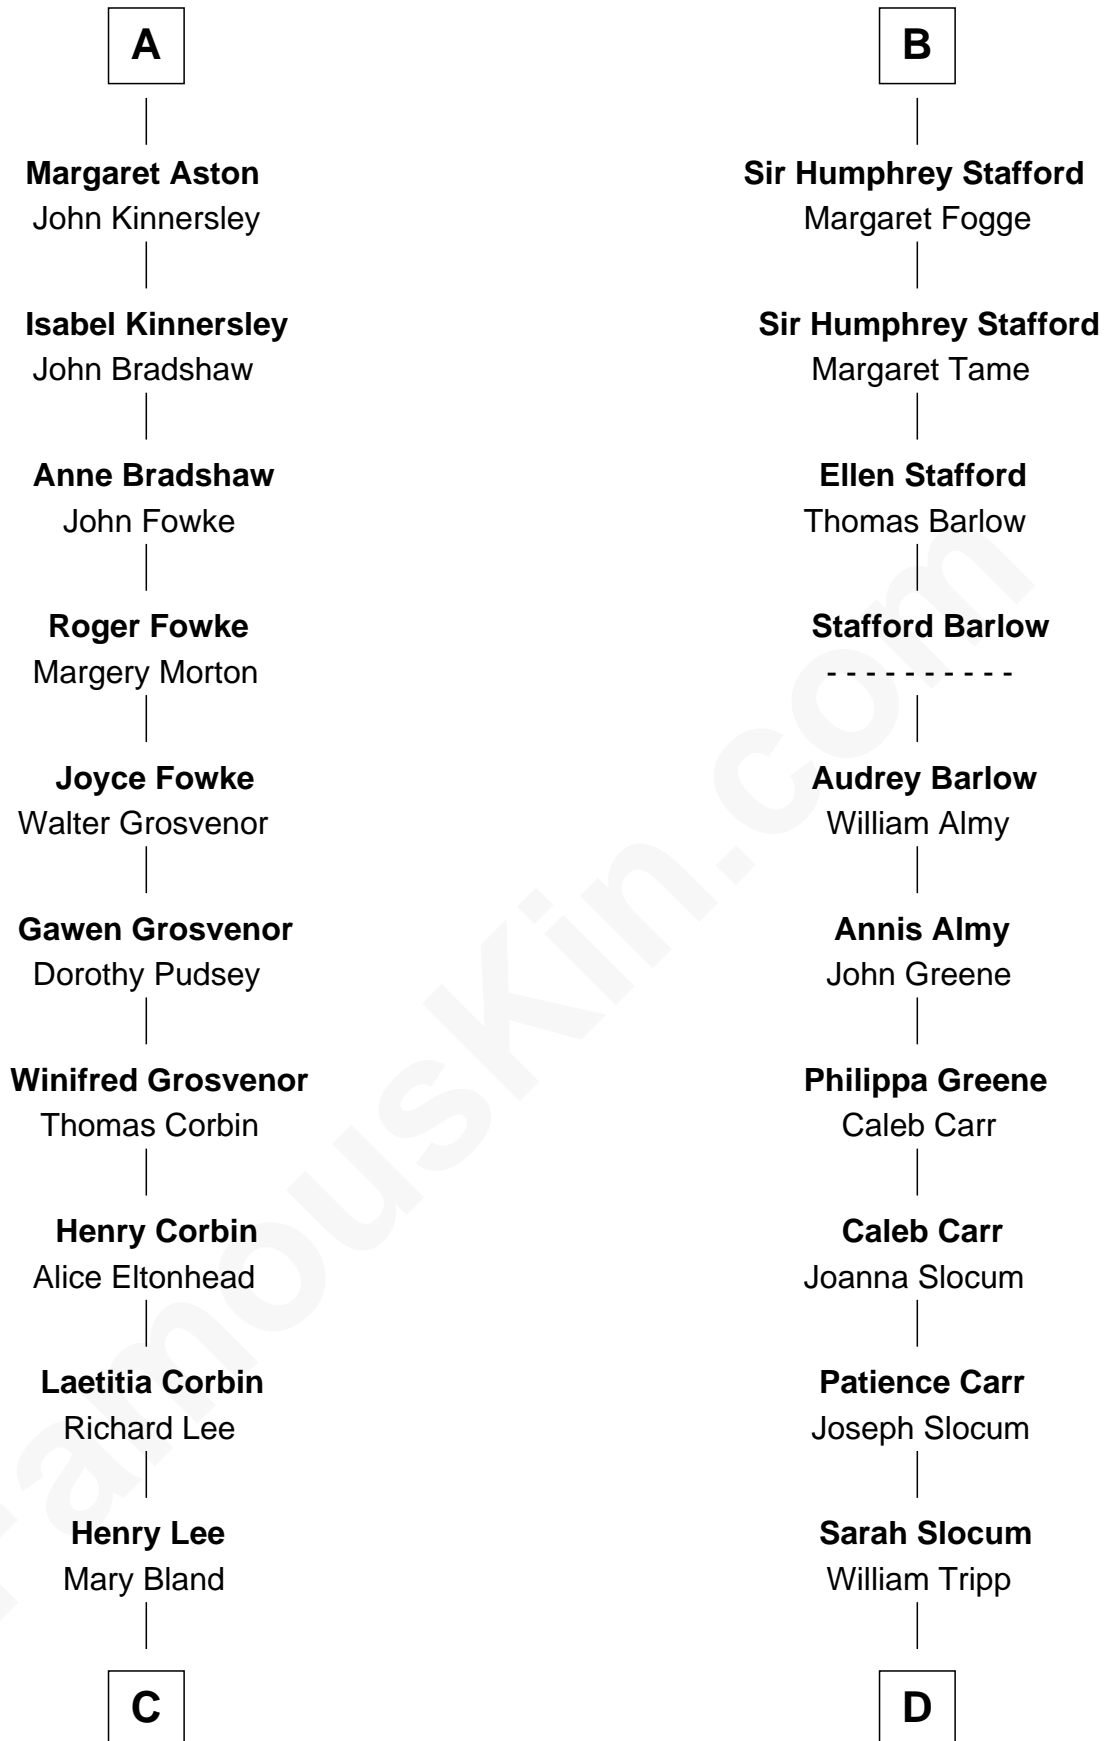 A
Margaret Aston
John Kinnersley
Isabel Kinnersley
John Bradshaw
Anne Bradshaw
John Fowke
Roger Fowke
Margery Morton
Joyce Fowke
Walter Grosvenor
Gawen Grosvenor
Dorothy Pudsey
Winifred Grosvenor
Thomas Corbin
Henry Corbin
Alice Eltonhead
Laetitia Corbin
Richard Lee
Henry Lee
Mary Bland
C
B
Sir Humphrey Stafford
Margaret Fogge
Sir Humphrey Stafford
Margaret Tame
Ellen Stafford
Thomas Barlow
Stafford Barlow
- - - - - - - - - -
Audrey Barlow
William Almy
Annis Almy
John Greene
Philippa Greene
Caleb Carr
Caleb Carr
Joanna Slocum
Patience Carr
Joseph Slocum
Sarah Slocum
William Tripp
D
FamousKin.com